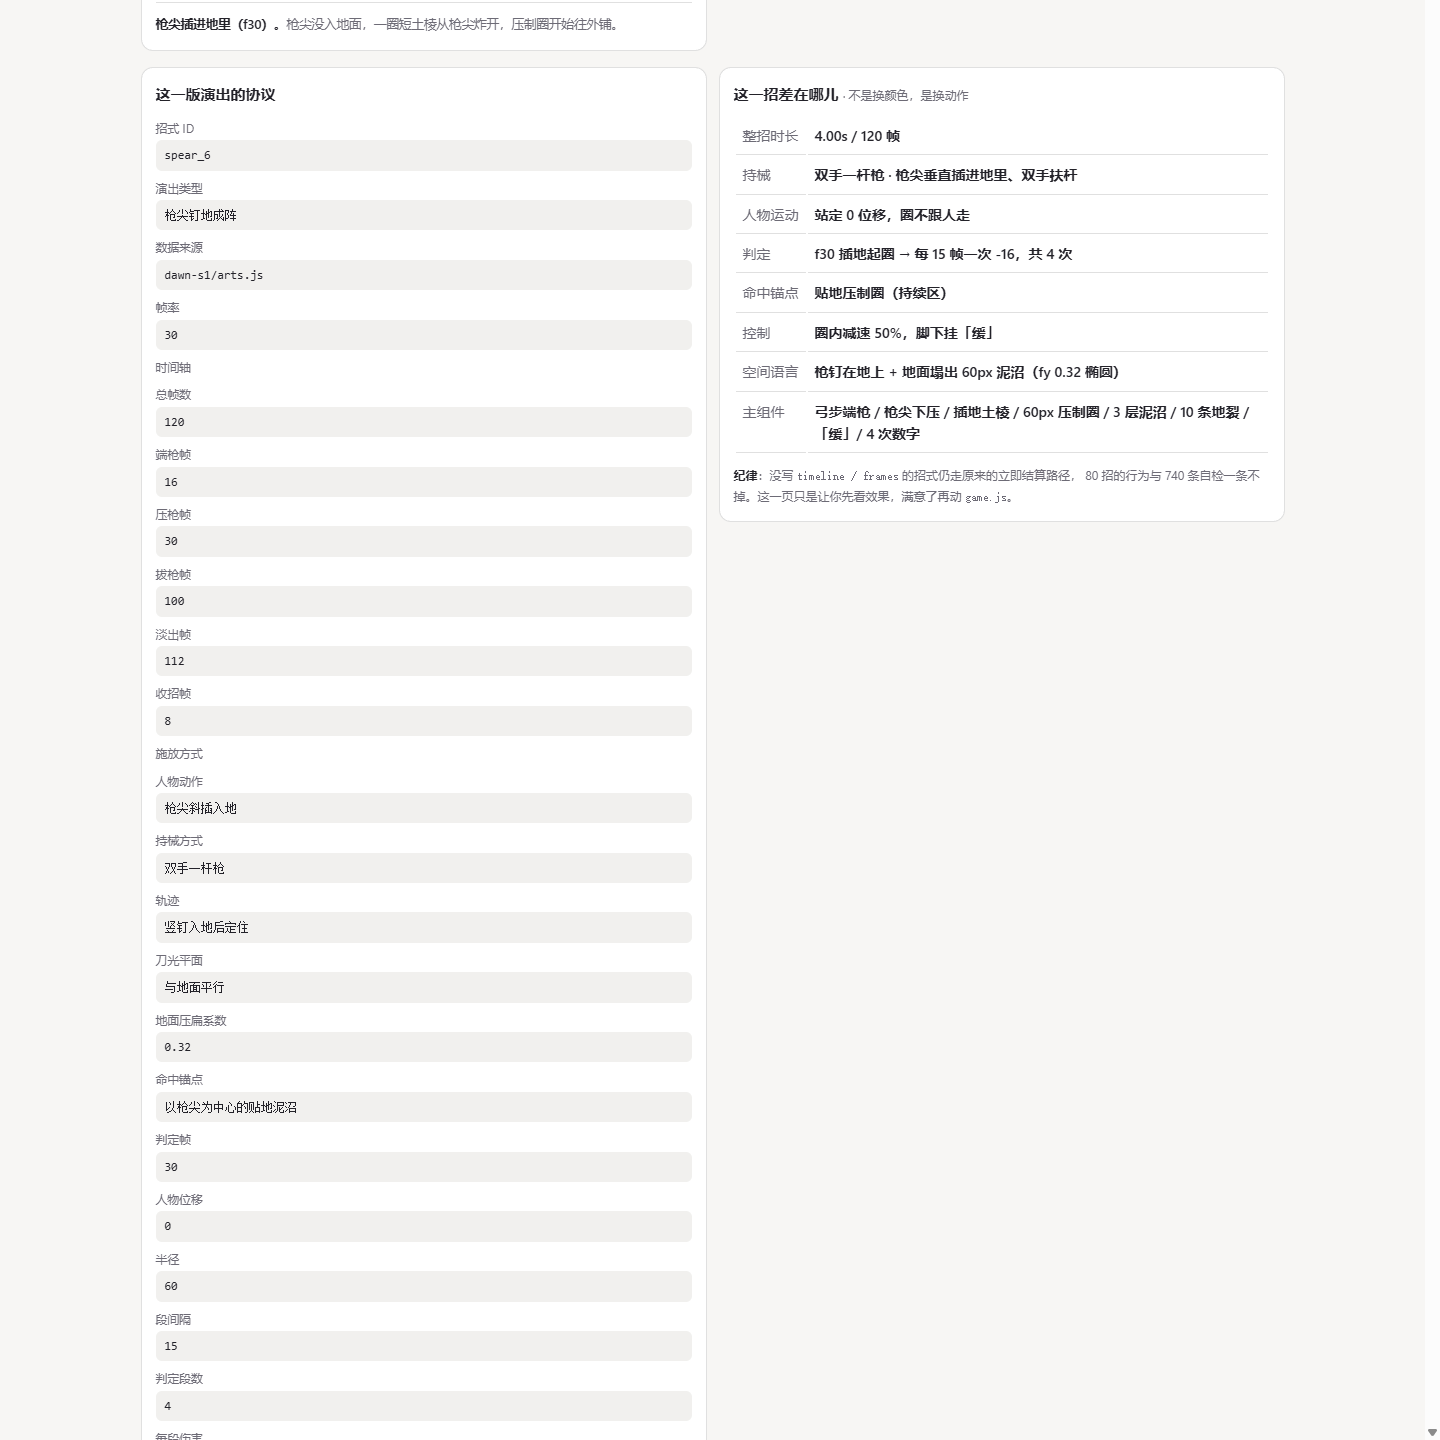 枪尖插进地里（f30）。枪尖没入地面，一圈短土棱从枪尖炸开，压制圈开始往外铺。
这一版演出的协议
招式 ID
spear_6
演出类型
枪尖钉地成阵
数据来源
dawn-s1/arts.js
帧率
30
时间轴
总帧数
120
端枪帧
16
压枪帧
30
拔枪帧
100
淡出帧
112
收招帧
8
施放方式
人物动作
枪尖斜插入地
持械方式
双手一杆枪
轨迹
竖钉入地后定住
刀光平面
与地面平行
地面压扁系数
0.32
命中锚点
以枪尖为中心的贴地泥沼
判定帧
30
人物位移
0
半径
60
段间隔
15
判定段数
4
每段伤害
这一招差在哪儿 · 不是换颜色，是换动作
整招时长 4.00s / 120 帧
持械 双手一杆枪 · 枪尖垂直插进地里、双手扶杆
人物运动 站定 0 位移，圈不跟人走
判定 f30 插地起圈 → 每 15 帧一次 -16，共 4 次
命中锚点 贴地压制圈（持续区）
控制 圈内减速 50%，脚下挂「缓」
空间语言 枪钉在地上 + 地面塌出 60px 泥沼（fy 0.32 椭圆）
主组件 弓步端枪 / 枪尖下压 / 插地土棱 / 60px 压制圈 / 3 层泥沼 / 10 条地裂 /
「缓」/ 4 次数字
纪律：没写 timeline / frames 的招式仍走原来的立即结算路径， 80 招的行为与 740 条自检一条不
掉。这一页只是让你先看效果，满意了再动 game.js。